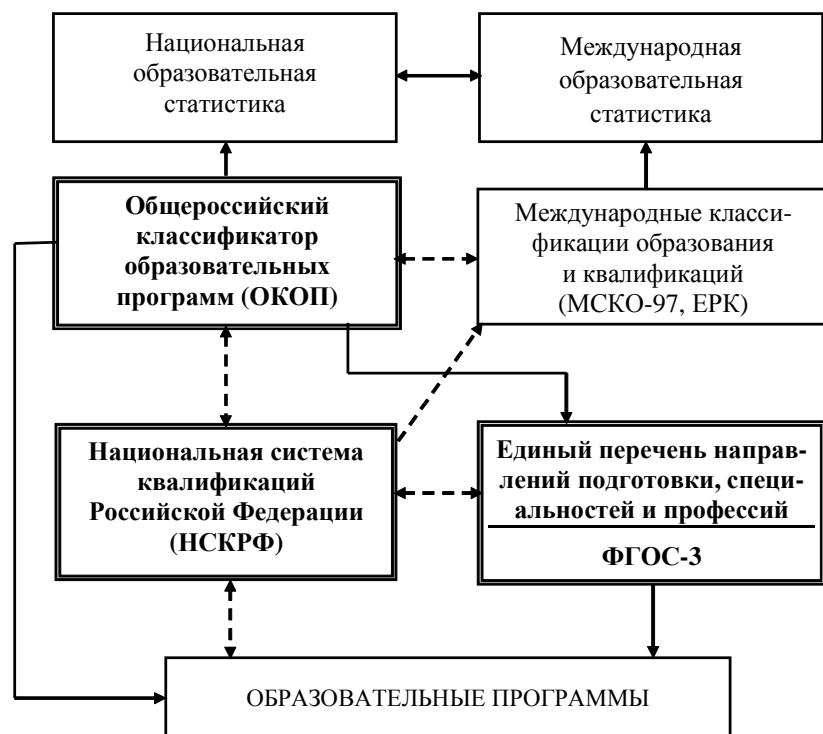 Национальная
образовательная
статистика
Международная
образовательная
статистика
Общероссийский
классификатор
образовательных
программ (ОКОП)
Международные класси-
фикации образования
и квалификаций
(МСКО-97, ЕРК)
Национальная система
квалификаций
Российской Федерации
(НСКРФ)
Единый перечень направ-
лений подготовки, специ-
альностей и профессий
ФГОС-3
ОБРАЗОВАТЕЛЬНЫЕ ПРОГРАММЫ